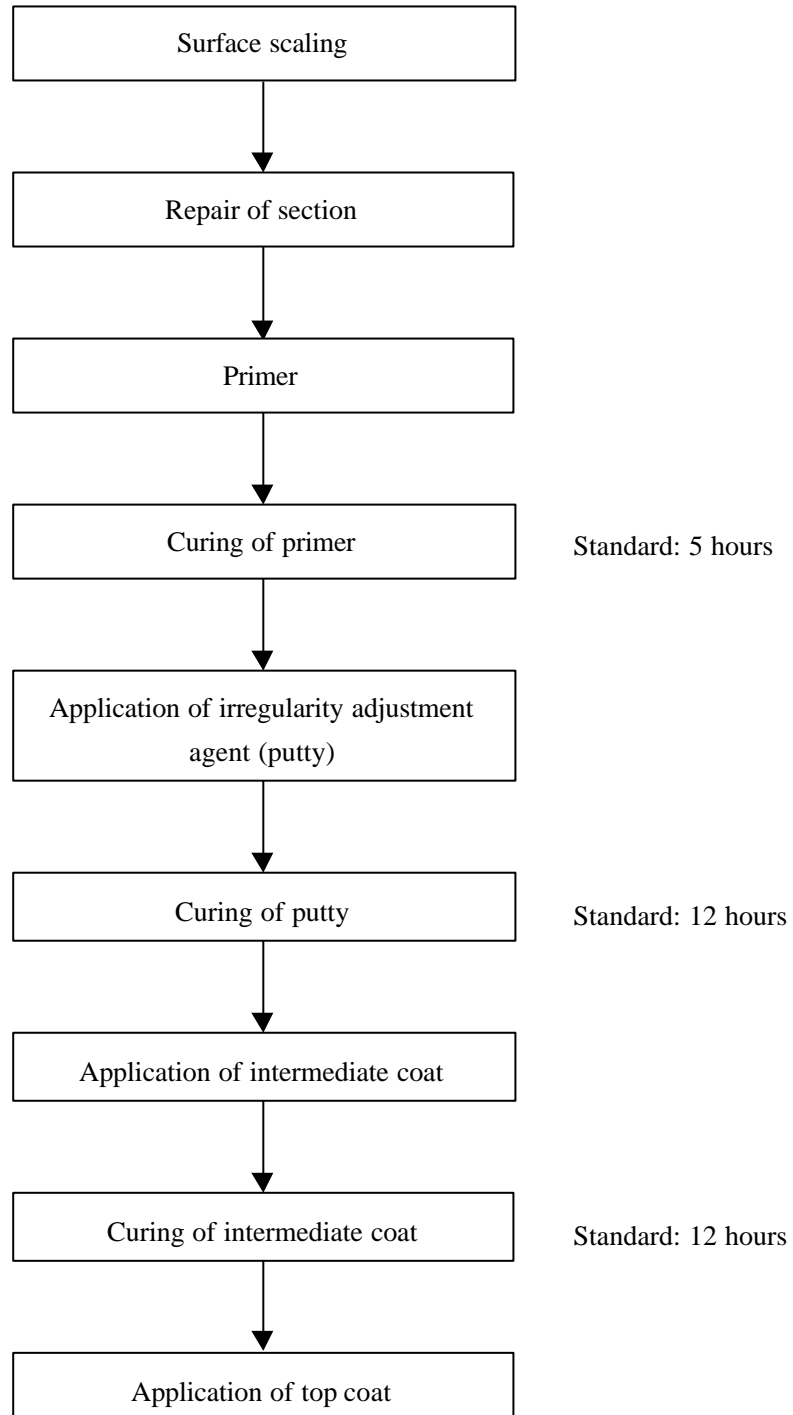 Surface scaling
Repair of section
Primer
Curing of primer
Standard: 5 hours
Application of irregularity adjustment
agent (putty)
Curing of putty
Standard: 12 hours
Application of intermediate coat
Curing of intermediate coat
Standard: 12 hours
Application of top coat